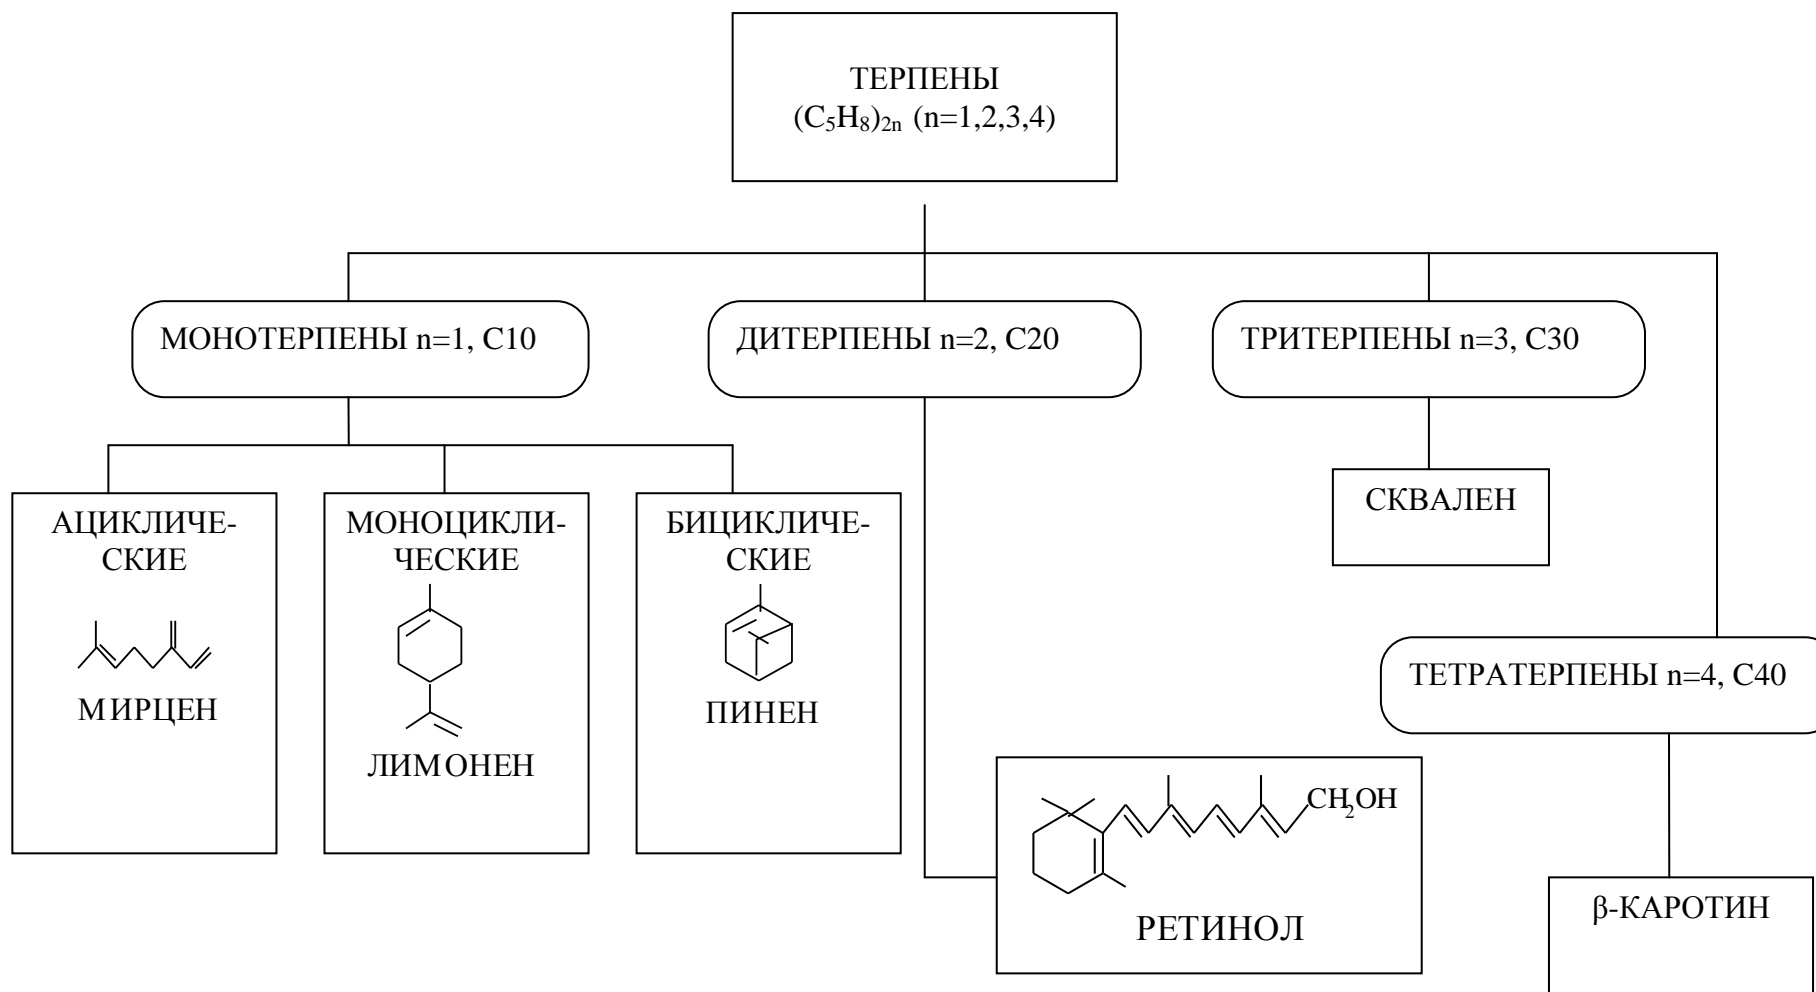 ТЕРПЕНЫ
(C₅H₈)₂ₙ (n=1,2,3,4)
МОНОТЕРПЕНЫ n=1, C10
ДИТЕРПЕНЫ n=2, C20
ТРИТЕРПЕНЫ n=3, C30
АЦИКЛИЧЕ-
СКИЕ
МИРЦЕН
МОНОЦИКЛИ-
ЧЕСКИЕ
ЛИМОНЕН
БИЦИКЛИЧЕ-
СКИЕ
ПИНЕН
СКВАЛЕН
ТЕТРАТЕРПЕНЫ n=4, C40
CH₂OH
РЕТИНОЛ
β-КАРОТИН